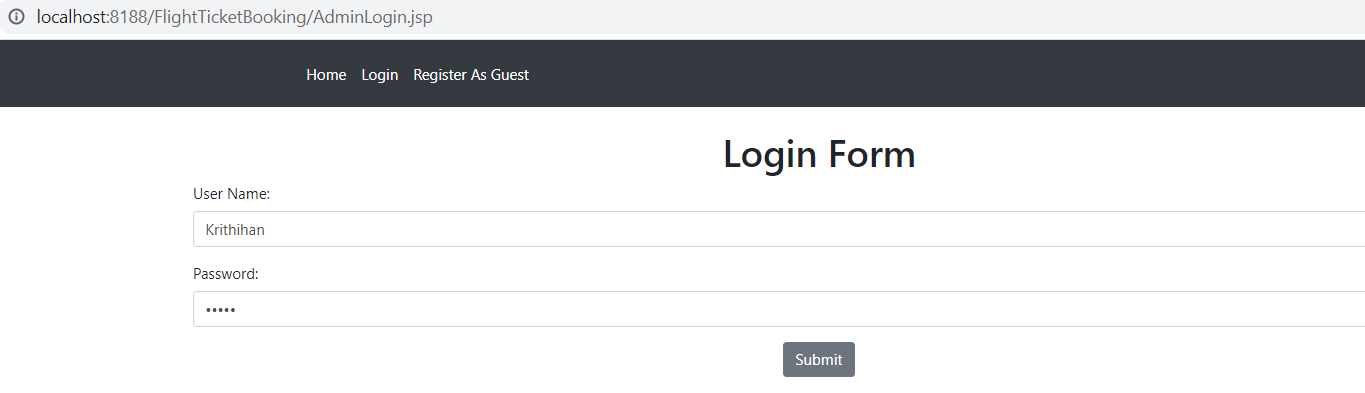 localhost:8188/FlightTicketBooking/AdminLogin.jsp
Home Login Register As Guest
Login Form
User Name:
Krithihan
Password:
•••••
Submit